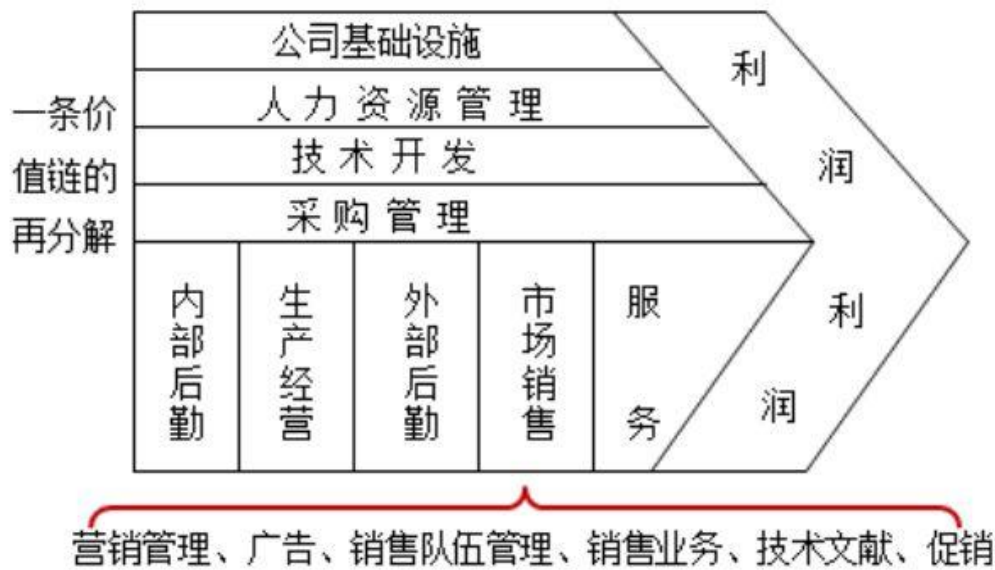 公司基础设施
人力资源管理
技术开发
采购管理
一条价
值链的
再分解
内部后勤
生产经营
外部后勤
市场销售
服务
利润
利润
营销管理、广告、销售队伍管理、销售业务、技术文献、促销